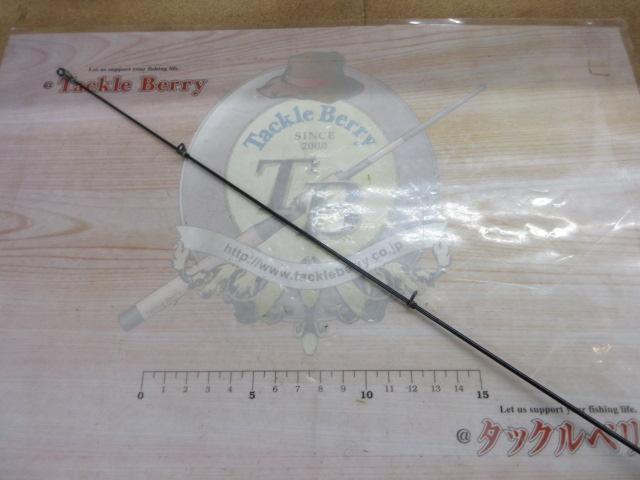 Let us support your fishing life.
@ Tackle Berry
Tackle Berry
SINCE
2000
TB
http://www.tackleberry.co.jp
0 5 10 15
1 2 3 4 6 7 8 9 11 12 13 14
Let us support your fishing life.
@ タックルベリ